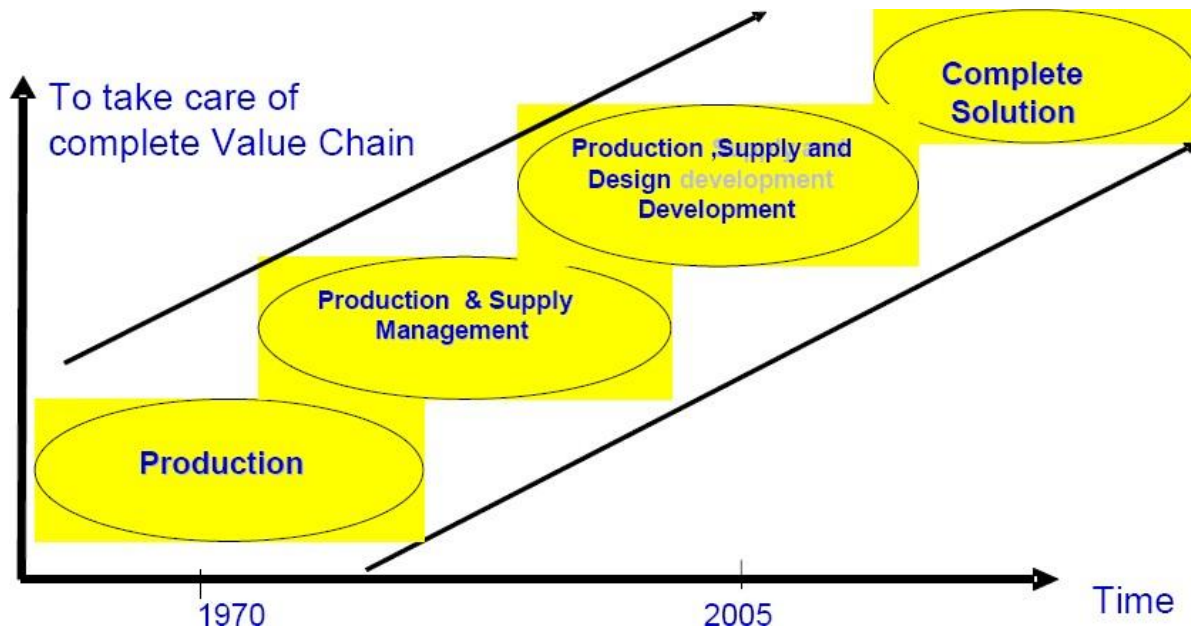 To take care of
complete Value Chain
Complete
Solution
Production ,Supply and
Design development
Development
Production & Supply
Management
Production
1970
2005
Time